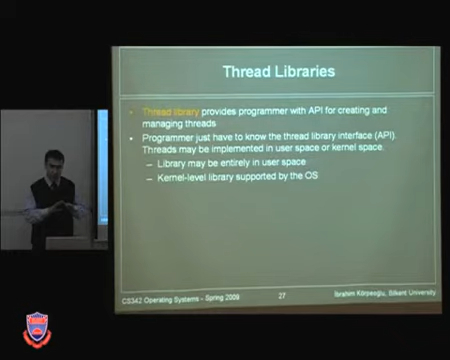 Thread Libraries
• Thread library provides programmer with API for creating and
managing threads
• Programmer just have to know the thread library interface (API).
Threads may be implemented in user space or kernel space.
– Library may be entirely in user space
– Kernel-level library supported by the OS
CS342 Operating Systems - Spring 2009
27
İbrahim Körpeoğlu, Bilkent University